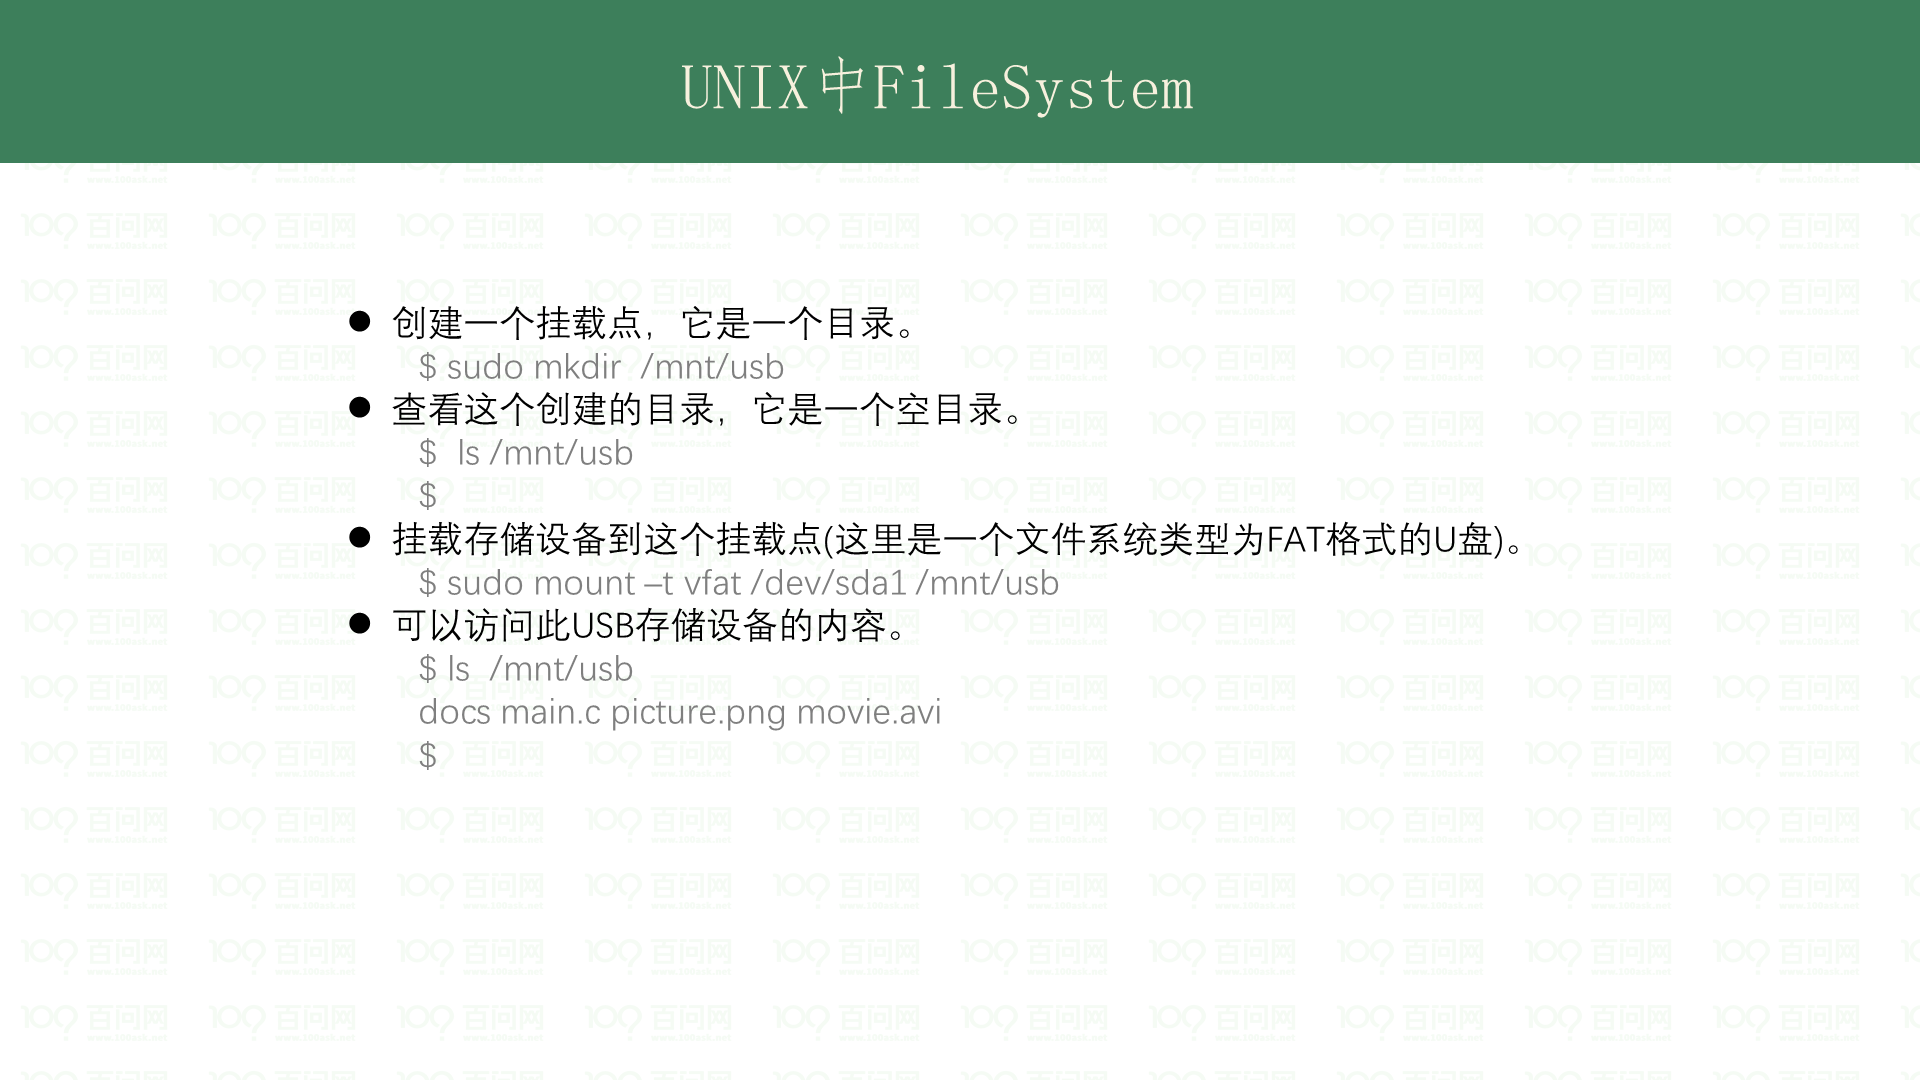 UNIX中FileSystem
● 创建一个挂载点，它是一个目录。
$ sudo mkdir  /mnt/usb
● 查看这个创建的目录，它是一个空目录。
$  ls /mnt/usb
$
● 挂载存储设备到这个挂载点(这里是一个文件系统类型为FAT格式的U盘)。
$ sudo mount –t vfat /dev/sda1 /mnt/usb
● 可以访问此USB存储设备的内容。
$ ls  /mnt/usb
docs main.c picture.png movie.avi
$
百问网
www.100ask.net